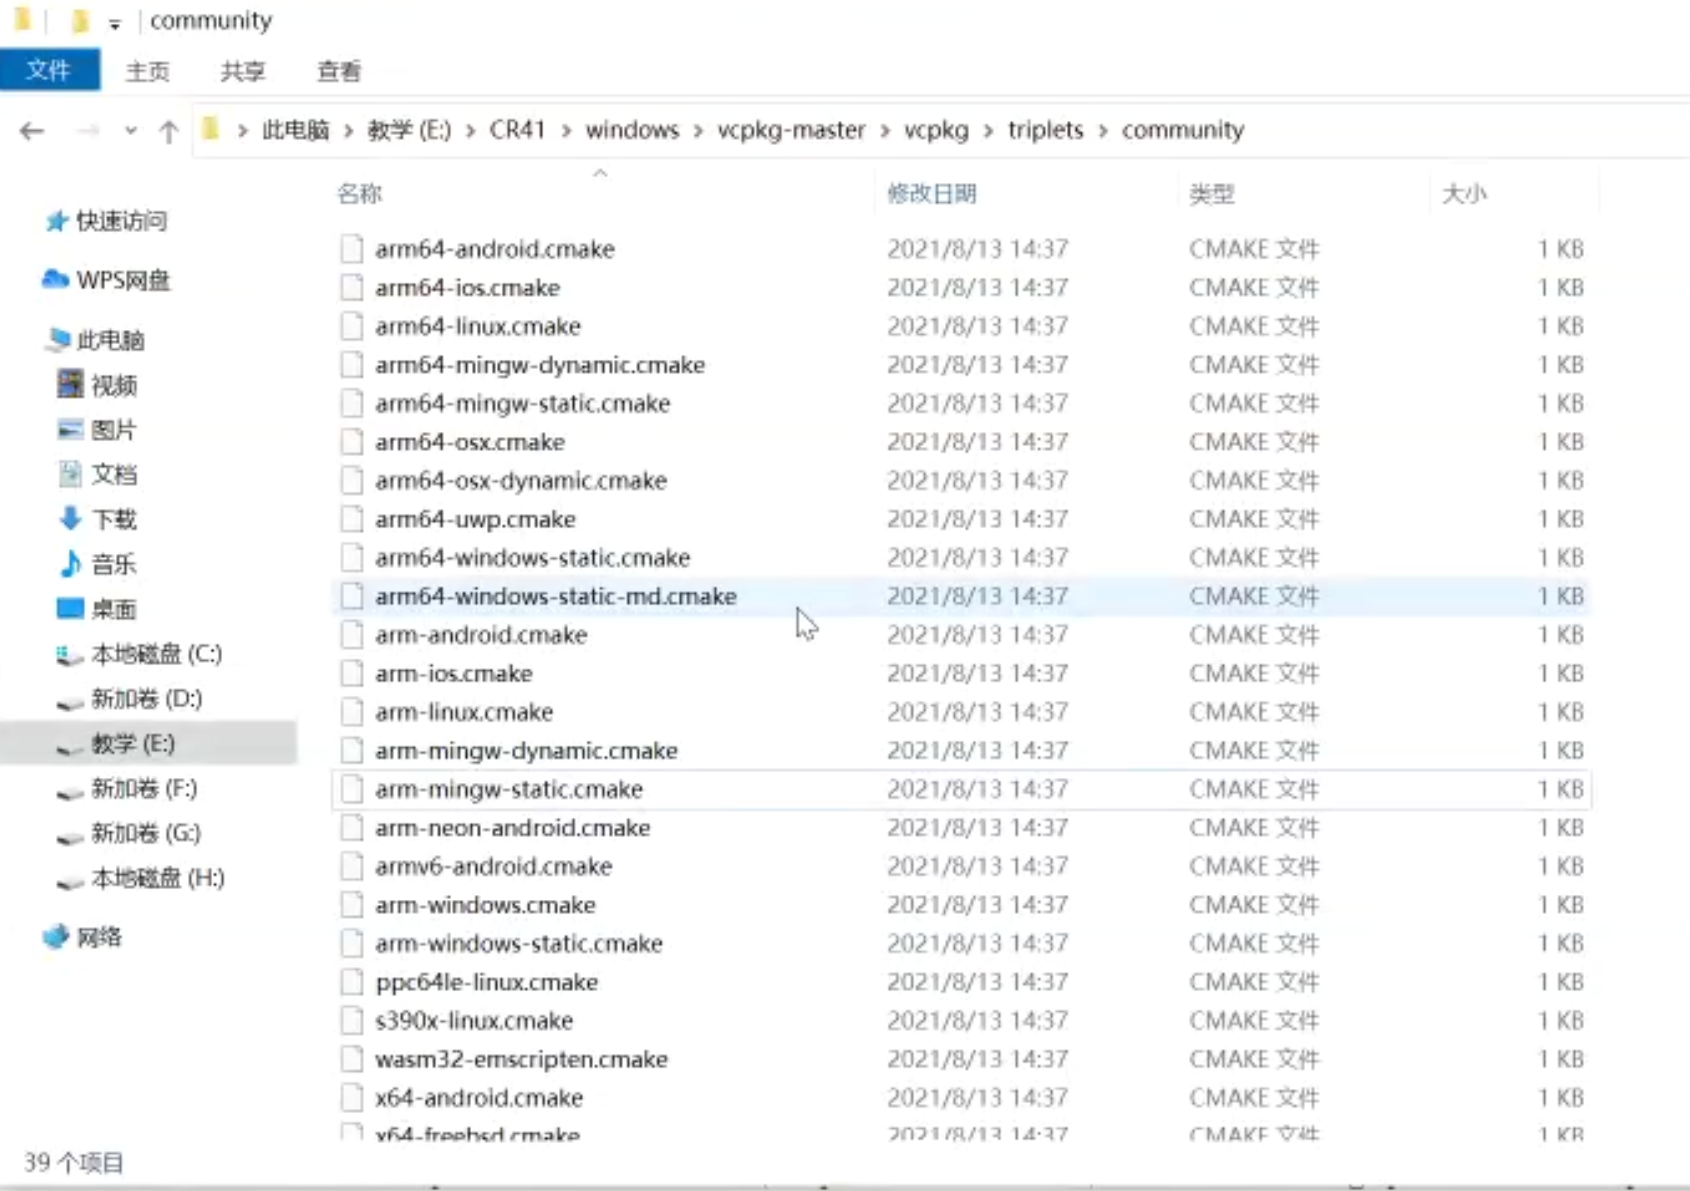 community
文件 主页 共享 查看
此电脑 > 教学 (E:) > CR41 > windows > vcpkg-master > vcpkg > triplets > community
名称 修改日期 类型 大小
快速访问
WPS网盘
此电脑
视频
图片
文档
下载
音乐
桌面
本地磁盘 (C:)
新加卷 (D:)
教学 (E:)
新加卷 (F:)
新加卷 (G:)
本地磁盘 (H:)
网络
arm64-android.cmake 2021/8/13 14:37 CMAKE 文件 1 KB
arm64-ios.cmake 2021/8/13 14:37 CMAKE 文件 1 KB
arm64-linux.cmake 2021/8/13 14:37 CMAKE 文件 1 KB
arm64-mingw-dynamic.cmake 2021/8/13 14:37 CMAKE 文件 1 KB
arm64-mingw-static.cmake 2021/8/13 14:37 CMAKE 文件 1 KB
arm64-osx.cmake 2021/8/13 14:37 CMAKE 文件 1 KB
arm64-osx-dynamic.cmake 2021/8/13 14:37 CMAKE 文件 1 KB
arm64-uwp.cmake 2021/8/13 14:37 CMAKE 文件 1 KB
arm64-windows-static.cmake 2021/8/13 14:37 CMAKE 文件 1 KB
arm64-windows-static-md.cmake 2021/8/13 14:37 CMAKE 文件 1 KB
arm-android.cmake 2021/8/13 14:37 CMAKE 文件 1 KB
arm-ios.cmake 2021/8/13 14:37 CMAKE 文件 1 KB
arm-linux.cmake 2021/8/13 14:37 CMAKE 文件 1 KB
arm-mingw-dynamic.cmake 2021/8/13 14:37 CMAKE 文件 1 KB
arm-mingw-static.cmake 2021/8/13 14:37 CMAKE 文件 1 KB
arm-neon-android.cmake 2021/8/13 14:37 CMAKE 文件 1 KB
armv6-android.cmake 2021/8/13 14:37 CMAKE 文件 1 KB
arm-windows.cmake 2021/8/13 14:37 CMAKE 文件 1 KB
arm-windows-static.cmake 2021/8/13 14:37 CMAKE 文件 1 KB
ppc64le-linux.cmake 2021/8/13 14:37 CMAKE 文件 1 KB
s390x-linux.cmake 2021/8/13 14:37 CMAKE 文件 1 KB
wasm32-emscripten.cmake 2021/8/13 14:37 CMAKE 文件 1 KB
x64-android.cmake 2021/8/13 14:37 CMAKE 文件 1 KB
x64-freebsd.cmake 2021/8/13 14:37 CMAKE 文件 1 KB
39 个项目